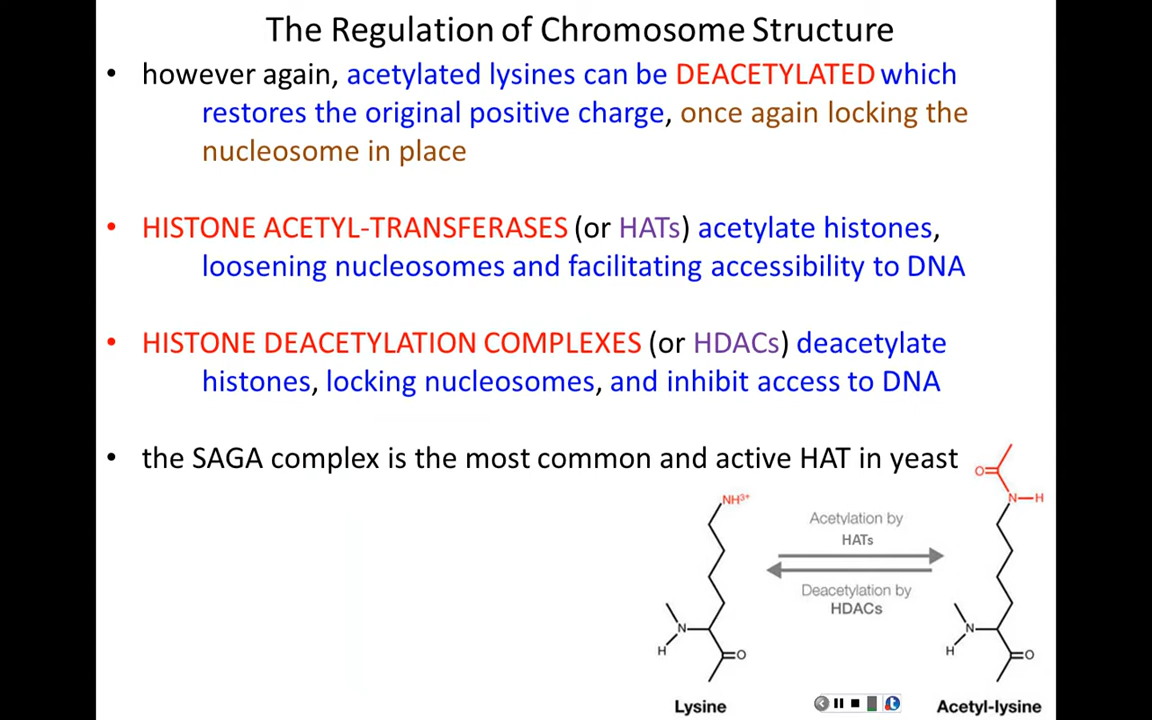 The Regulation of Chromosome Structure
• however again, acetylated lysines can be DEACETYLATED which
restores the original positive charge, once again locking the
nucleosome in place
• HISTONE ACETYL-TRANSFERASES (or HATs) acetylate histones,
loosening nucleosomes and facilitating accessibility to DNA
• HISTONE DEACETYLATION COMPLEXES (or HDACs) deacetylate
histones, locking nucleosomes, and inhibit access to DNA
• the SAGA complex is the most common and active HAT in yeast
NH³⁺
Acetylation by
HATs
Deacetylation by
HDACs
N
H
O
Lysine
O
N H
N
H
O
Acetyl-lysine
t